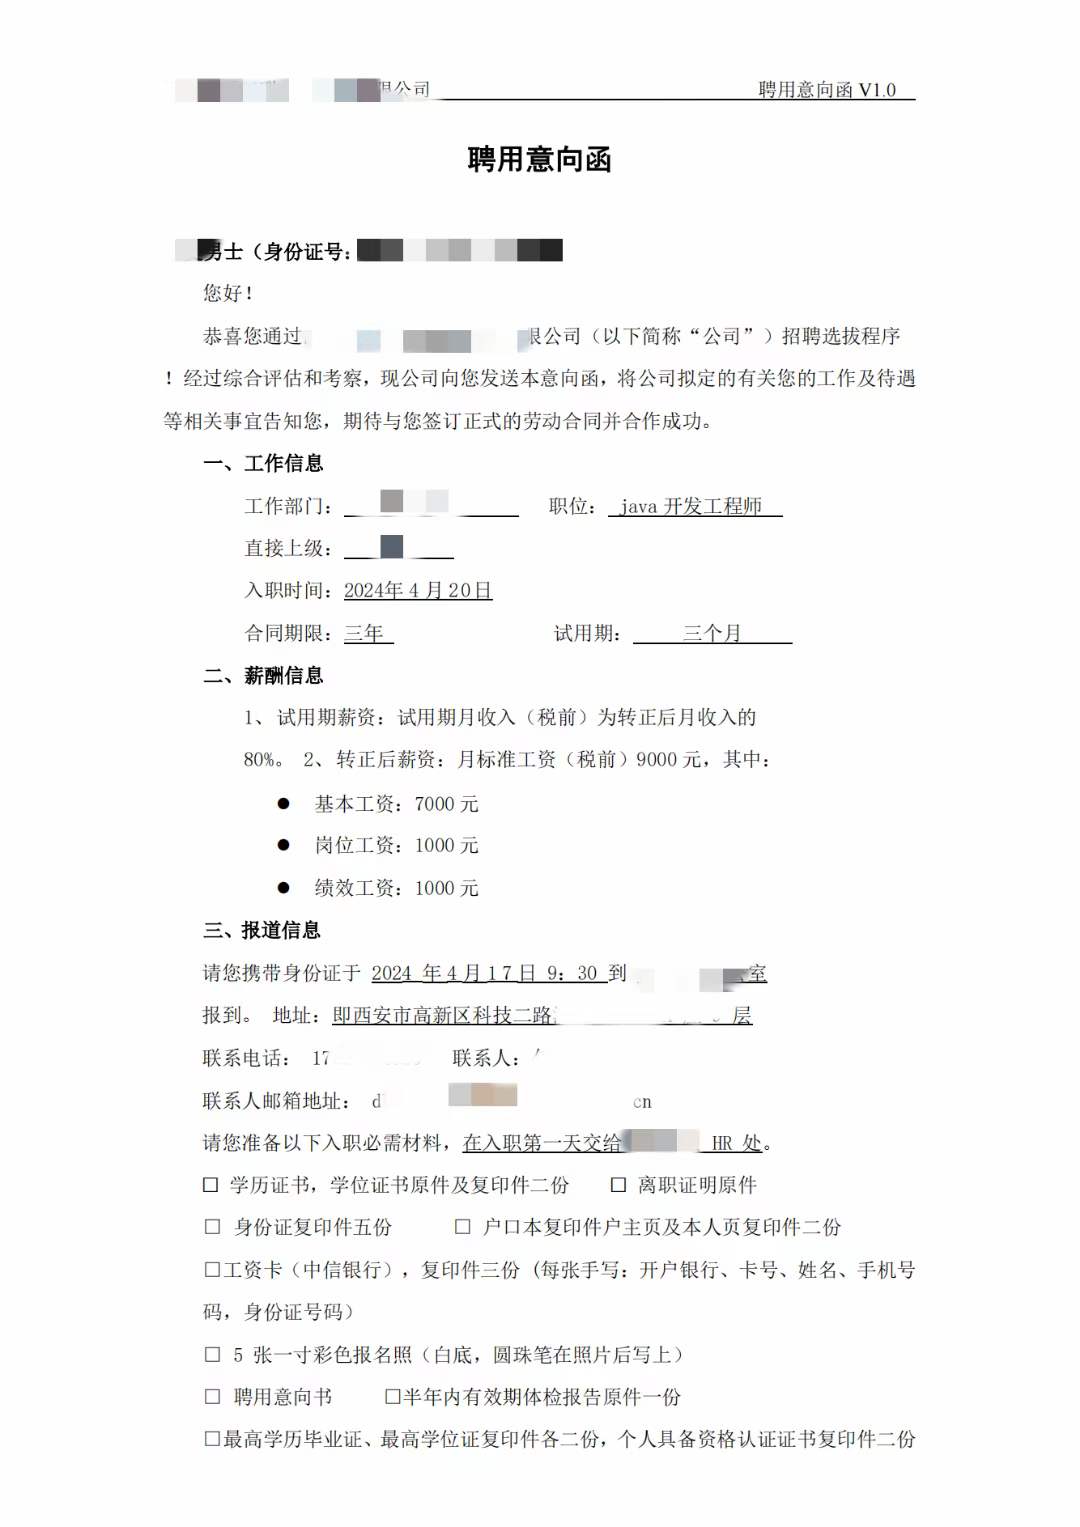 限公司 聘用意向函 V1.0
聘用意向函
男士（身份证号：
您好！
恭喜您通过 限公司（以下简称“公司”）招聘选拔程序
！经过综合评估和考察，现公司向您发送本意向函，将公司拟定的有关您的工作及待遇
等相关事宜告知您，期待与您签订正式的劳动合同并合作成功。
一、工作信息
工作部门： 职位： java 开发工程师
直接上级：
入职时间：2024年 4 月 20日
合同期限：三年 试用期： 三个月
二、薪酬信息
1、 试用期薪资：试用期月收入（税前）为转正后月收入的
80%。 2、 转正后薪资：月标准工资（税前）9000 元，其中：
● 基本工资：7000 元
● 岗位工资：1000 元
● 绩效工资：1000 元
三、报道信息
请您携带身份证于 2024 年 4 月 17 日 9：30 到 室
报到。 地址：即西安市高新区科技二路 层
联系电话： 17 联系人：
联系人邮箱地址： d cn
请您准备以下入职必需材料，在入职第一天交给 HR 处。
□ 学历证书，学位证书原件及复印件二份 □ 离职证明原件
□ 身份证复印件五份 □ 户口本复印件户主页及本人页复印件二份
□工资卡（中信银行），复印件三份（每张手写：开户银行、卡号、姓名、手机号
码，身份证号码）
□ 5 张一寸彩色报名照（白底，圆珠笔在照片后写上）
□ 聘用意向书 □半年内有效期体检报告原件一份
□最高学历毕业证、最高学位证复印件各二份，个人具备资格认证证书复印件二份